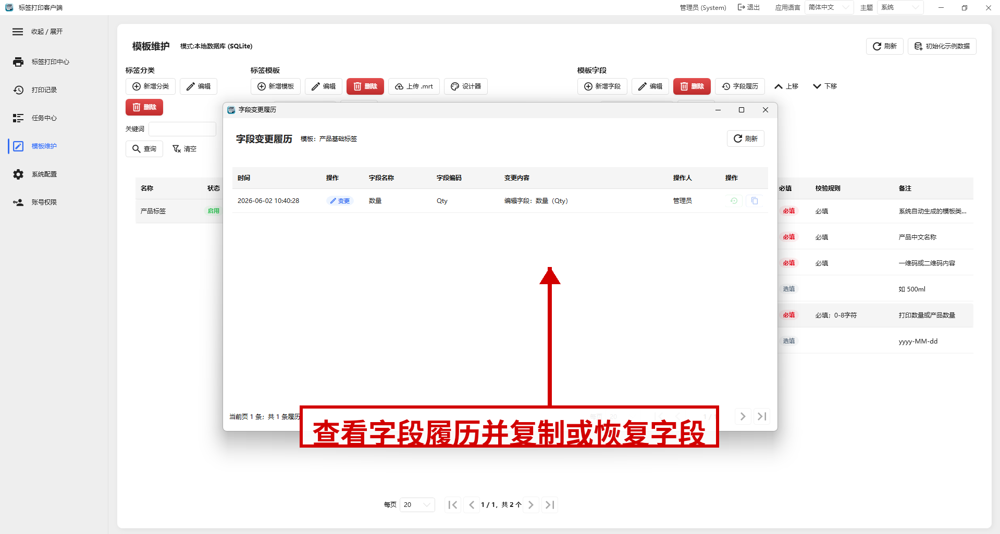 标签打印客户端
管理员 (System)
退出
应用语言
简体中文
主题
系统
收起 / 展开
标签打印中心
打印记录
任务中心
模板维护
系统配置
账号权限
模板维护
模式:本地数据库 (SQLite)
刷新
初始化示例数据
标签分类
新增分类
编辑
删除
关键词
查询
清空
名称
状态
产品标签
启用
标签模板
新增模板
编辑
删除
上传 .mrt
设计器
模板字段
新增字段
编辑
删除
字段履历
上移
下移
字段变更履历
字段变更履历
模板：产品基础标签
刷新
时间 操作 字段名称 字段编码 变更内容 操作人 操作
2026-06-02 10:40:28 变更 数量 Qty 编辑字段：数量（Qty） 管理员
当前页 1 条；共 1 条履历
每页 20
1 /
查看字段履历并复制或恢复字段
必填 校验规则 备注
必填 必填 系统自动生成的模板类...
必填 必填 产品中文名称
必填 必填 一维码或二维码内容
选填 如 500ml
必填 必填；0-8字符 打印数量或产品数量
选填 yyyy-MM-dd
每页 20
1 / 1，共 2 个